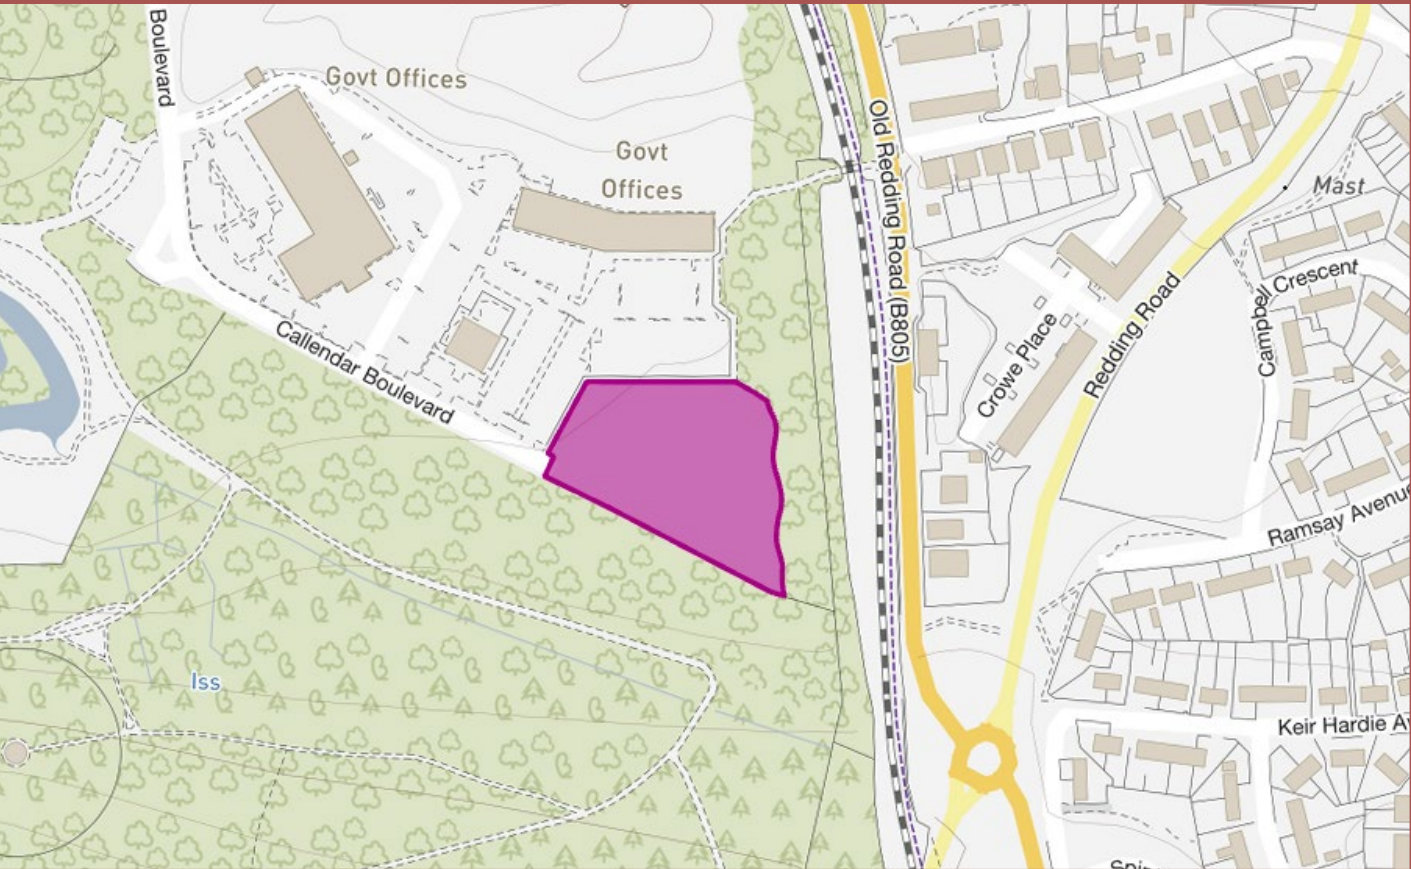 Boulevard
Govt Offices
Govt
Offices
Old Redding Road (B805)
Mast
Campbell Crescent
Callendar Boulevard
Crowe Place
Redding Road
Ramsay Avenue
Iss
Keir Hardie Av